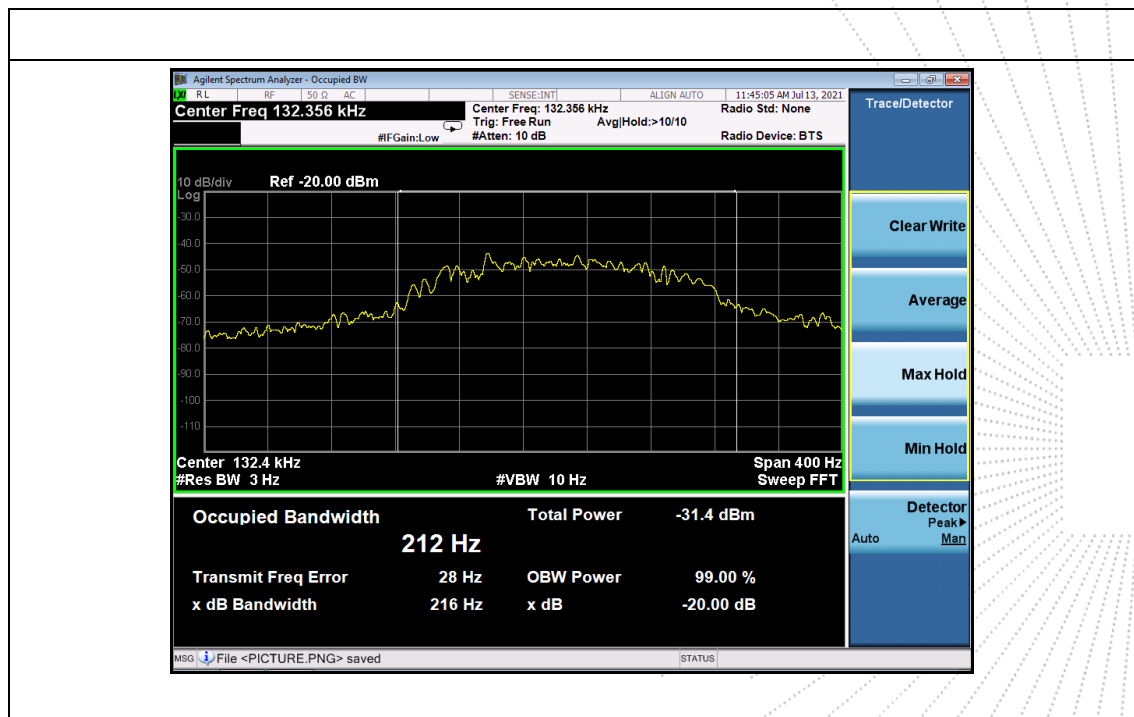 Agilent Spectrum Analyzer - Occupied BW
LXI RL RF 50 Ω AC SENSE:INT ALIGN AUTO 11:45:05 AM Jul 13, 2021
Center Freq 132.356 kHz
Center Freq: 132.356 kHz Radio Std: None
Trig: Free Run Avg|Hold:>10/10
#IFGain:Low #Atten: 10 dB Radio Device: BTS
10 dB/div Ref -20.00 dBm
Log
-30.0
-40.0
-50.0
-60.0
-70.0
-80.0
-90.0
-100
-110
Center 132.4 kHz Span 400 Hz
#Res BW 3 Hz #VBW 10 Hz Sweep FFT
Occupied Bandwidth Total Power -31.4 dBm
212 Hz
Transmit Freq Error 28 Hz OBW Power 99.00 %
x dB Bandwidth 216 Hz x dB -20.00 dB
MSG File <PICTURE.PNG> saved STATUS
Trace/Detector
Clear Write
Average
Max Hold
Min Hold
Detector
Peak▶
Auto Man